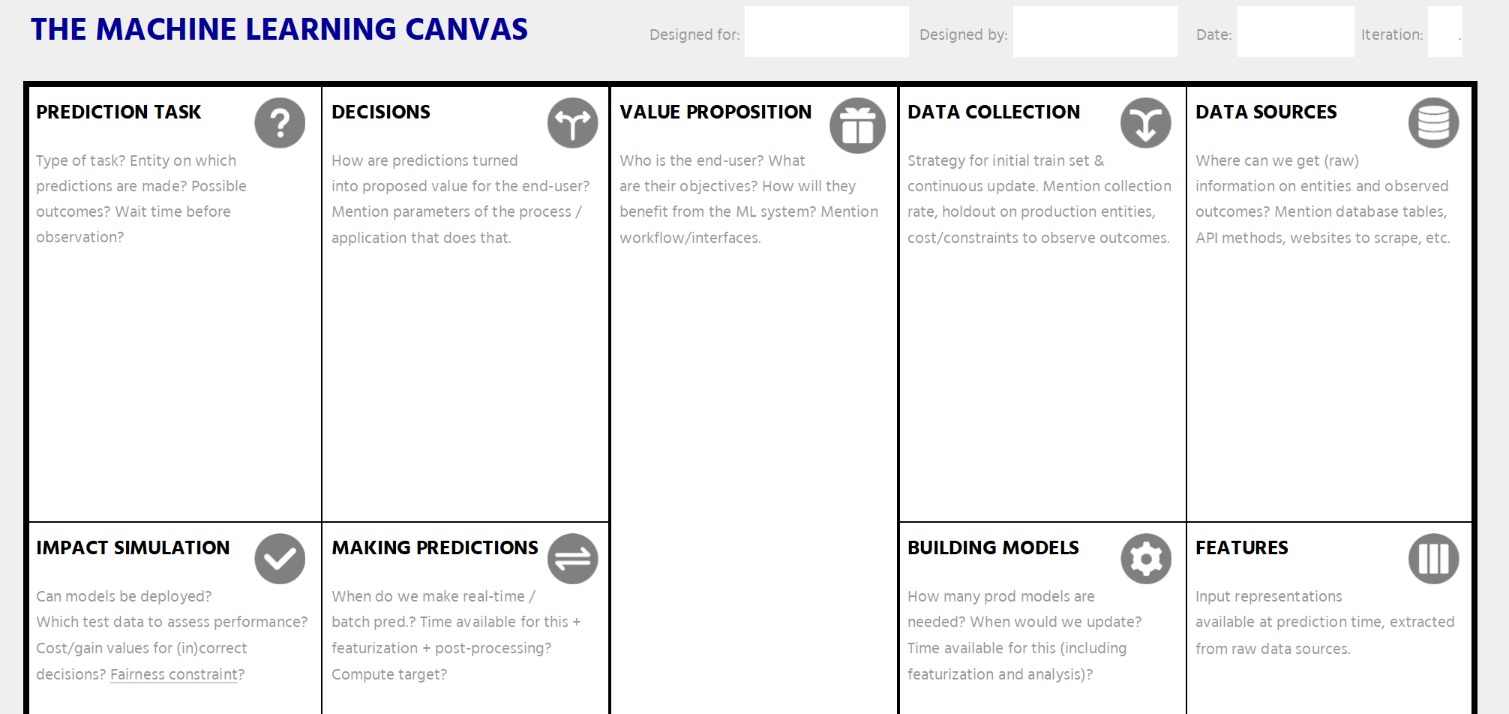 THE MACHINE LEARNING CANVAS
Designed for:
Designed by:
Date:
Iteration: .
PREDICTION TASK
Type of task? Entity on which
predictions are made? Possible
outcomes? Wait time before
observation?
DECISIONS
How are predictions turned
into proposed value for the end-user?
Mention parameters of the process /
application that does that.
VALUE PROPOSITION
Who is the end-user? What
are their objectives? How will they
benefit from the ML system? Mention
workflow/interfaces.
DATA COLLECTION
Strategy for initial train set &
continuous update. Mention collection
rate, holdout on production entities,
cost/constraints to observe outcomes.
DATA SOURCES
Where can we get (raw)
information on entities and observed
outcomes? Mention database tables,
API methods, websites to scrape, etc.
IMPACT SIMULATION
Can models be deployed?
Which test data to assess performance?
Cost/gain values for (in)correct
decisions? Fairness constraint?
MAKING PREDICTIONS
When do we make real-time /
batch pred.? Time available for this +
featurization + post-processing?
Compute target?
BUILDING MODELS
How many prod models are
needed? When would we update?
Time available for this (including
featurization and analysis)?
FEATURES
Input representations
available at prediction time, extracted
from raw data sources.